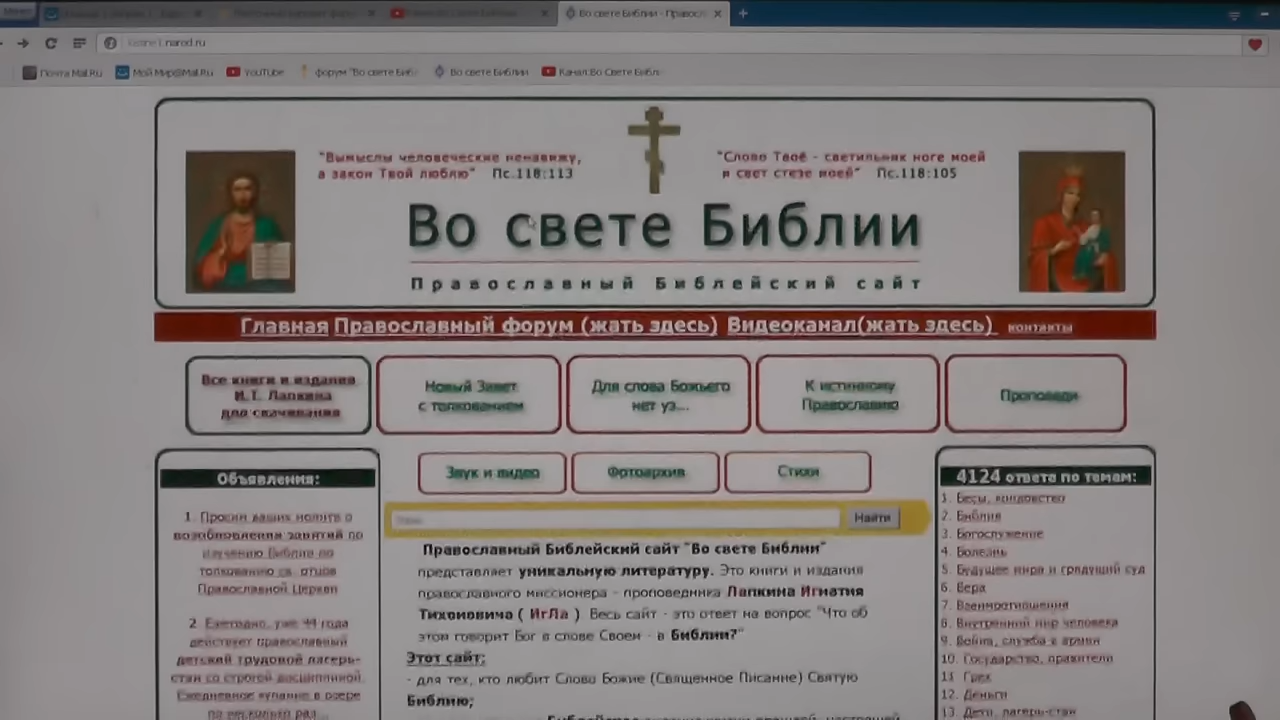 Во свете Библии - Правосл
narod.ru
Почта Mail.Ru
Мой Мир@Mail.Ru
YouTube
форум "Во свете Биб
Во свете Библии
Канал:Во Свете Библ
"Вымыслы человеческие ненавижу,
а закон Твой люблю" Пс.118:113
"Слово Твоё - светильник ноге моей
и свет стезе моей" Пс.118:105
Во свете Библии
Православный Библейский сайт
Главная Православный форум (жать здесь) Видеоканал(жать здесь) контакты
Все книги и издания
И.Т. Лапкина
для скачивания
Новый Завет
с толкованием
Для слова Божьего
нет уз...
К истинному
Православию
Проповеди
Звук и видео
Фотоархив
Стихи
Объявления:
1. Просим ваших молитв о
возобновлении занятий по
изучению Библии по
толкованию св. отцов
Православной Церкви
2. Ежегодно, уже 44 года
действует православный
детский трудовой лагерь-
стан со строгой дисциплиной.
Ежедневное купание в озере
по несколько раз...
Найти
Православный Библейский сайт "Во свете Библии"
представляет уникальную литературу. Это книги и издания
православного миссионера - проповедника Лапкина Игнатия
Тихоновича ( ИгЛа ) Весь сайт - это ответ на вопрос "Что об
этом говорит Бог в слове Своем - в Библии?"
Этот сайт:
- для тех, кто любит Слово Божие (Священное Писание) Святую
Библию;
4124 ответа по темам:
1. Бесы, колдовство
2. Библия
3. Богослужение
4. Болезнь
5. Будущее мира и грядущий суд
6. Вера
7. Взаимоотношения
8. Внутренний мир человека
9. Война, служба в армии
10. Государство, правители
11. Грех
12. Деньги
13. Дети, лагерь-стан